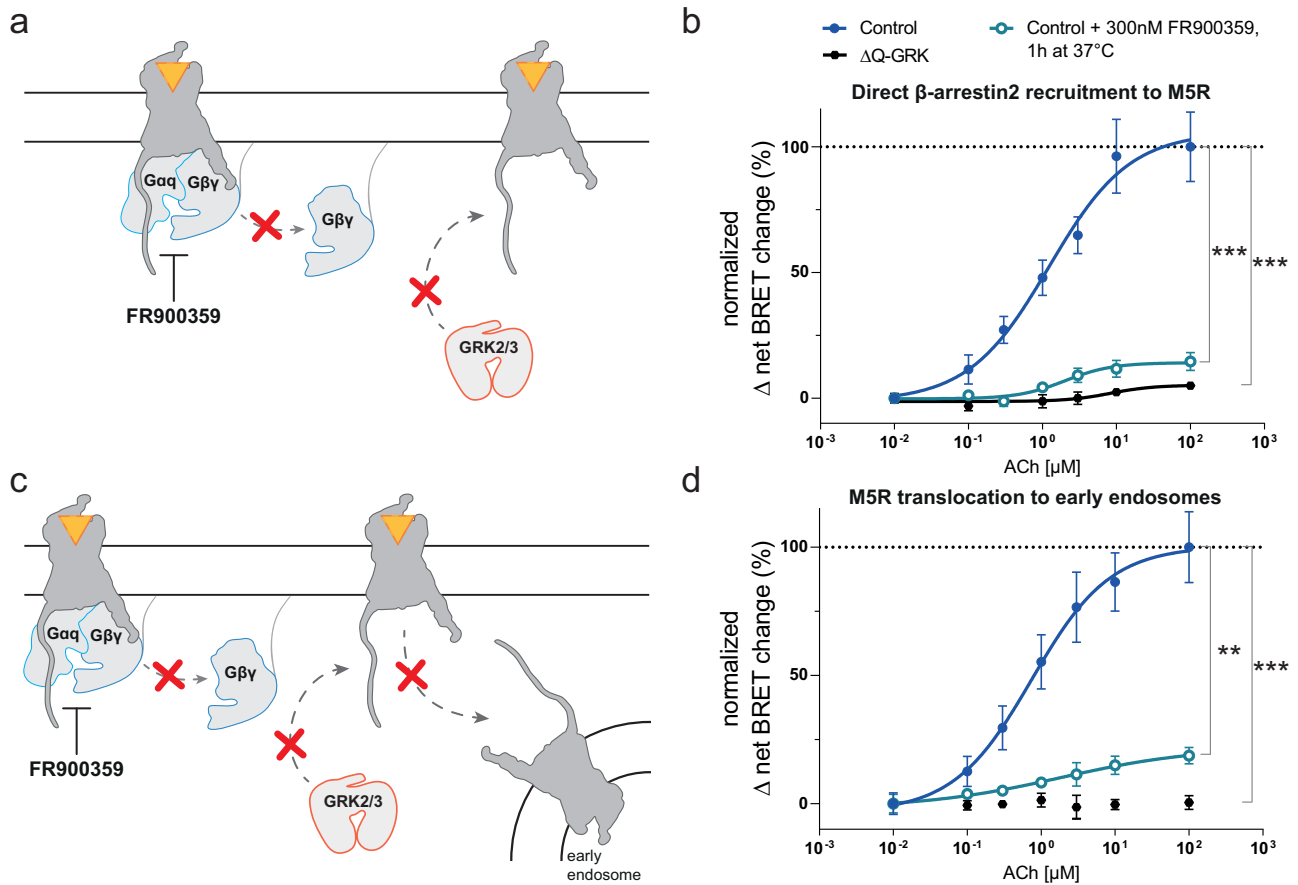 a
Gαq
Gβγ
Gβγ
FR900359
GRK2/3
b
Control
ΔQ-GRK
Control + 300nM FR900359,
1h at 37°C
Direct β-arrestin2 recruitment to M5R
normalized
Δ net BRET change (%)
100
50
0
***
***
10-3
10-2
10-1
100
101
102
103
ACh [µM]
c
Gαq
Gβγ
Gβγ
FR900359
GRK2/3
early
endosome
d
M5R translocation to early endosomes
normalized
Δ net BRET change (%)
100
50
0
**
***
10-3
10-2
10-1
100
101
102
103
ACh [µM]